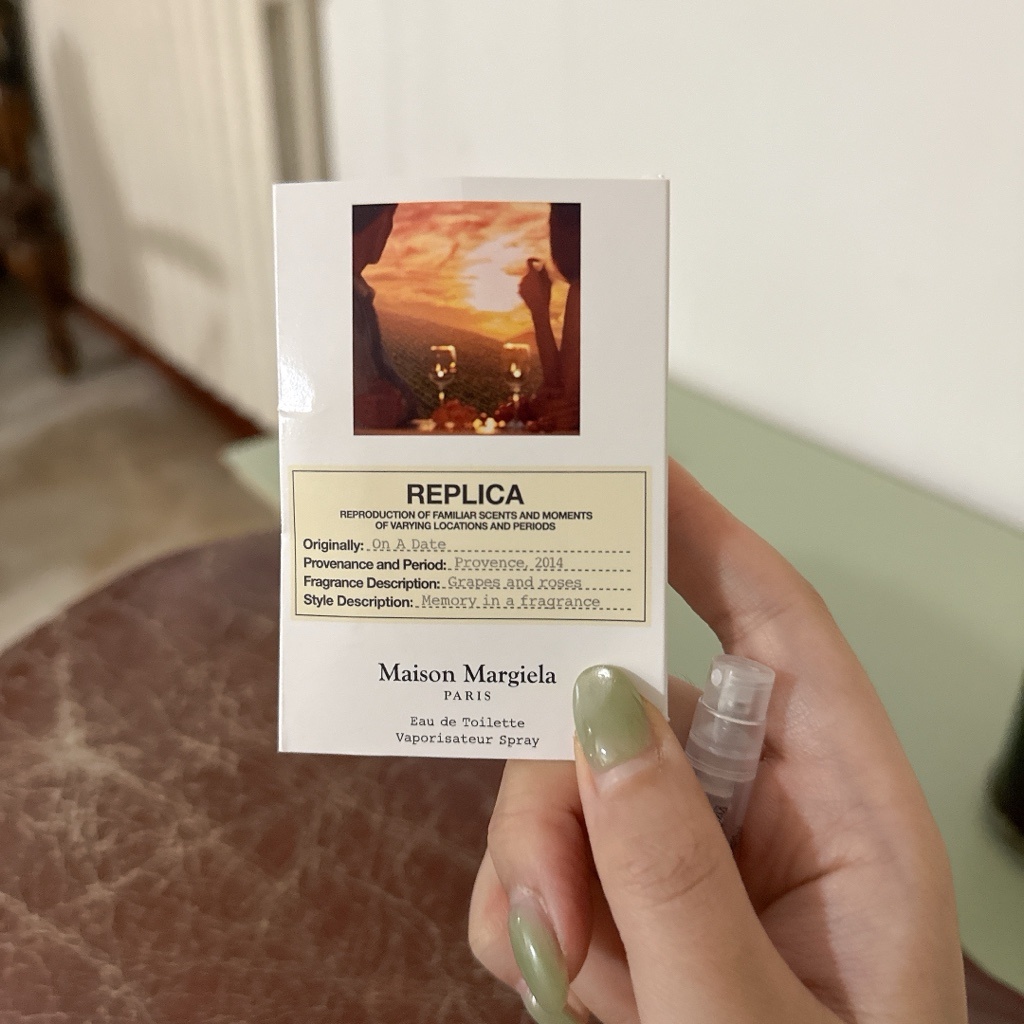 REPLICA
REPRODUCTION OF FAMILIAR SCENTS AND MOMENTS
OF VARYING LOCATIONS AND PERIODS
Originally: On A Date
Provenance and Period: Provence, 2014
Fragrance Description: Grapes and roses
Style Description: Memory in a fragrance
Maison Margiela
PARIS
Eau de Toilette
Vaporisateur Spray